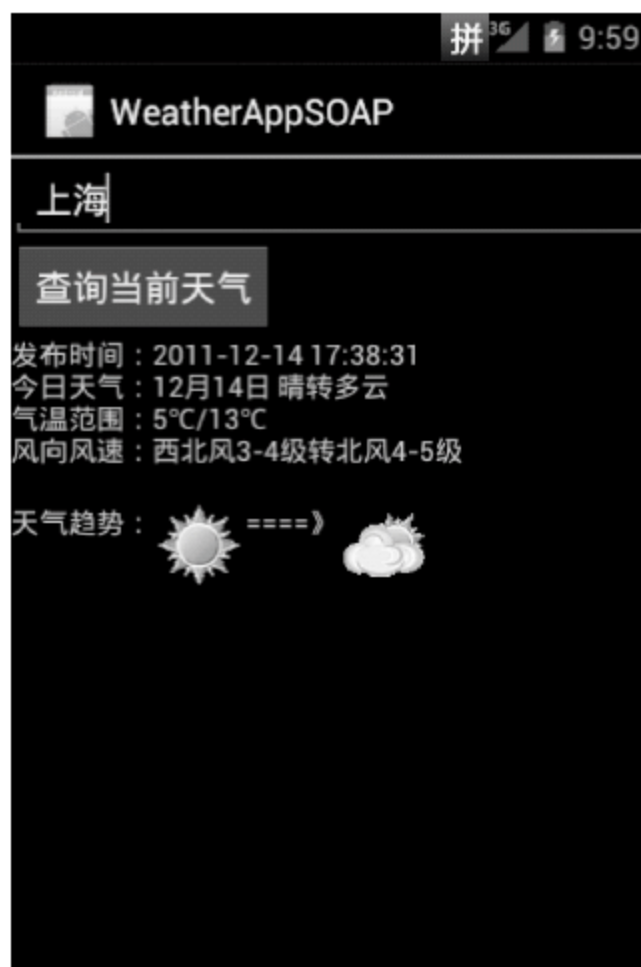 拼 3G 9:59
WeatherAppSOAP
上海
查询当前天气
发布时间：2011-12-14 17:38:31
今日天气：12月14日 晴转多云
气温范围：5℃/13℃
风向风速：西北风3-4级转北风4-5级
天气趋势： ====》